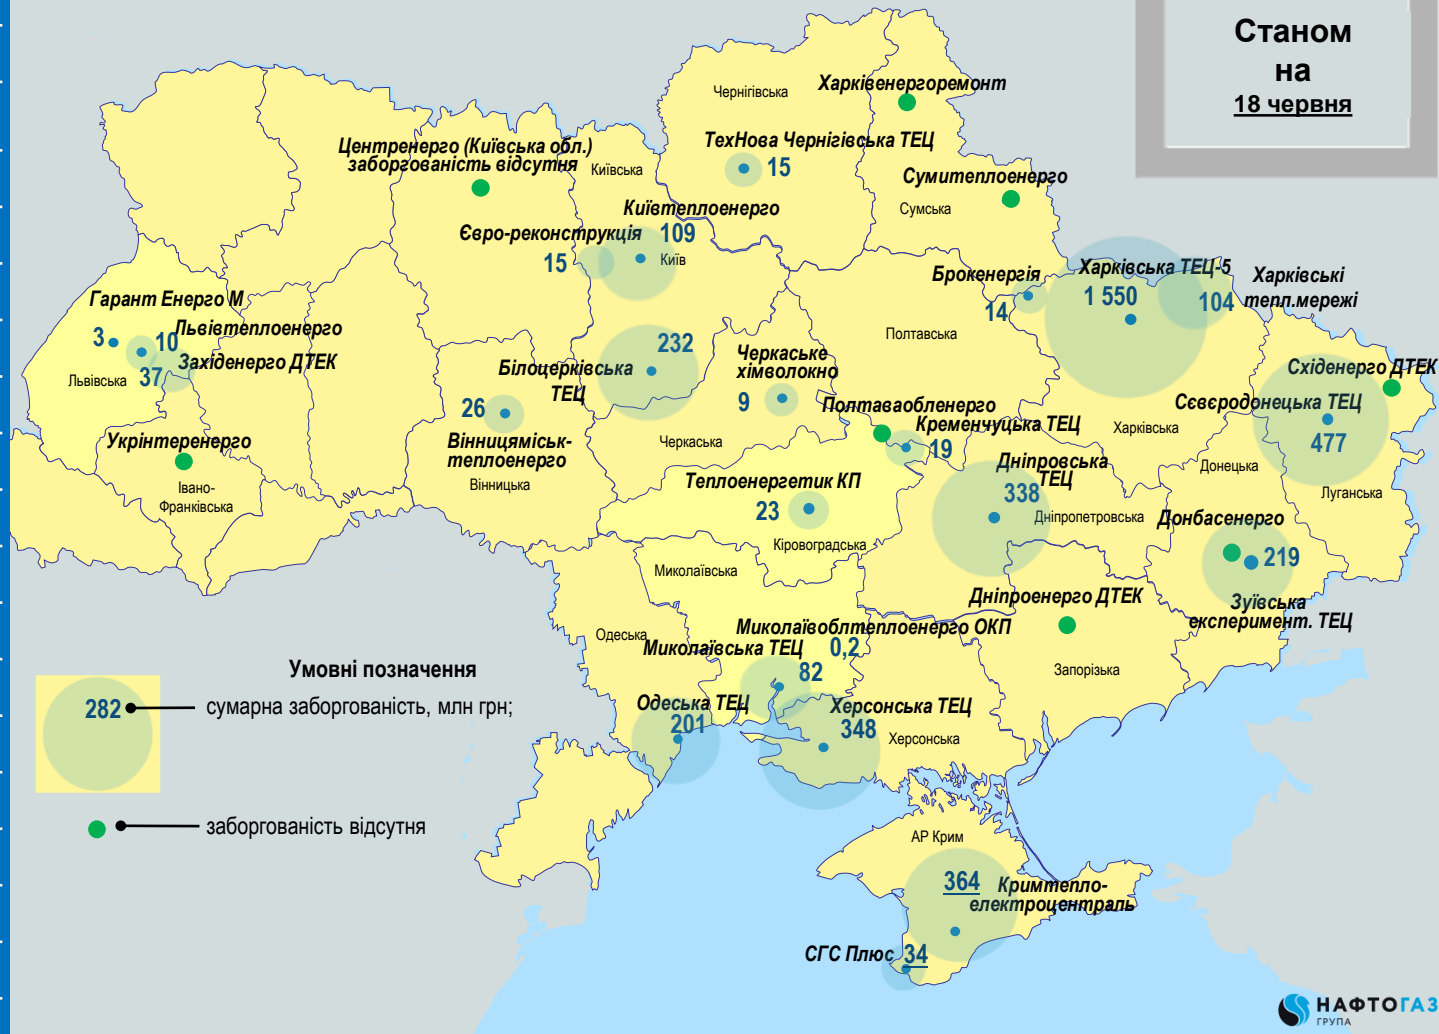 Станом
на
18 червня
Чернігівська
Харківенергоремонт
ТехНова Чернігівська ТЕЦ
15
Центренерго (Київська обл.)
заборгованість відсутня
Київська
Сумитеплоенерго
Сумська
Київтеплоенерго
Євро-реконструкція
109
15
Київ
Брокенергія
14
Харківська ТЕЦ-5
1 550
104
Харківські
тепл.мережі
Гарант Енерго М
3
10
Львівтеплоенерго
Західенерго ДТЕК
Львівська
37
Полтавська
232
Білоцерківська
ТЕЦ
Черкаське
хімволокно
9
Східенерго ДТЕК
Сєвєродонецька ТЕЦ
477
26
Вінницяміськ-
теплоенерго
Вінницька
Полтаваобленерго
Кременчуцька ТЕЦ
19
Харківська
Черкаська
Укрінтеренерго
Івано-
Франківська
Дніпровська
ТЕЦ
338
Донецька
Луганська
Теплоенергетик КП
23
Дніпропетровська
Донбасенерго
Кіровоградська
219
Миколаївська
Дніпроенерго ДТЕК
Зуївська
експеримент. ТЕЦ
Одеська
Миколаївоблтеплоенерго ОКП
0,2
Миколаївська ТЕЦ
82
Запорізька
Умовні позначення
282
сумарна заборгованість, млн грн;
Одеська ТЕЦ
201
Херсонська ТЕЦ
348
Херсонська
заборгованість відсутня
АР Крим
364
Кримтепло-
електроцентраль
СГС Плюс
34
НАФТОГАЗ
ГРУПА